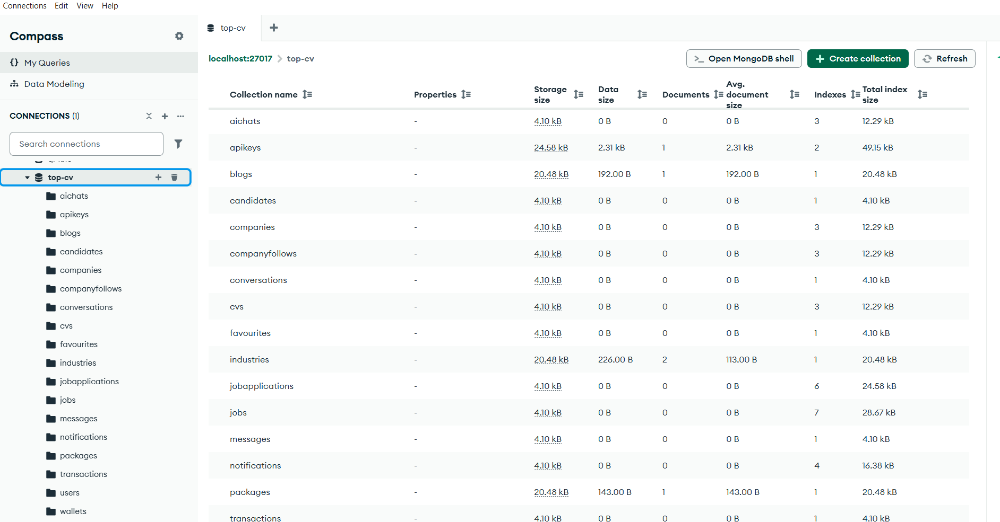 Connections Edit View Help
Compass
top-cv
My Queries
Data Modeling
CONNECTIONS (1)
Search connections
top-cv
aichats
apikeys
blogs
candidates
companies
companyfollows
conversations
cvs
favourites
industries
jobapplications
jobs
messages
notifications
packages
transactions
users
wallets
localhost:27017 > top-cv
>_ Open MongoDB shell
+ Create collection
Refresh
Collection name Properties Storage size Data size Documents Avg. document size Indexes Total index size
aichats - 4.10 kB 0 B 0 0 B 3 12.29 kB
apikeys - 24.58 kB 2.31 kB 1 2.31 kB 2 49.15 kB
blogs - 20.48 kB 192.00 B 1 192.00 B 1 20.48 kB
candidates - 4.10 kB 0 B 0 0 B 1 4.10 kB
companies - 4.10 kB 0 B 0 0 B 3 12.29 kB
companyfollows - 4.10 kB 0 B 0 0 B 3 12.29 kB
conversations - 4.10 kB 0 B 0 0 B 1 4.10 kB
cvs - 4.10 kB 0 B 0 0 B 3 12.29 kB
favourites - 4.10 kB 0 B 0 0 B 1 4.10 kB
industries - 20.48 kB 226.00 B 2 113.00 B 1 20.48 kB
jobapplications - 4.10 kB 0 B 0 0 B 6 24.58 kB
jobs - 4.10 kB 0 B 0 0 B 7 28.67 kB
messages - 4.10 kB 0 B 0 0 B 1 4.10 kB
notifications - 4.10 kB 0 B 0 0 B 4 16.38 kB
packages - 20.48 kB 143.00 B 1 143.00 B 1 20.48 kB
transactions - 4.10 kB 0 B 0 0 B 1 4.10 kB